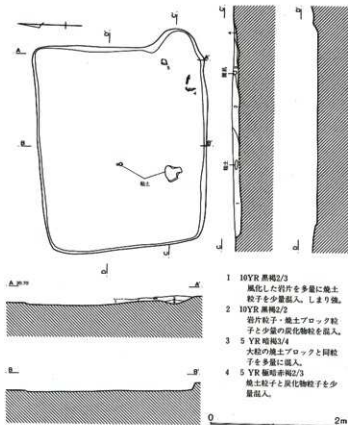 C'
D'
A
A'
B
B'
焼土
D
C
A
A'
B
B'
1 10YR 黒褐2/3
風化した岩片を多量に焼土
粒子を少量混入。しまり強。
2 10YR 黒褐2/2
岩片粒子・焼土ブロック粒
子と少量の炭化物粒を混入。
3 5 YR 暗褐3/4
大粒の焼土ブロックと同粒
子を多量に混入。
4 5 YR 極暗赤褐2/3
焼土粒子と炭化物粒子を少
量混入。
0 2m